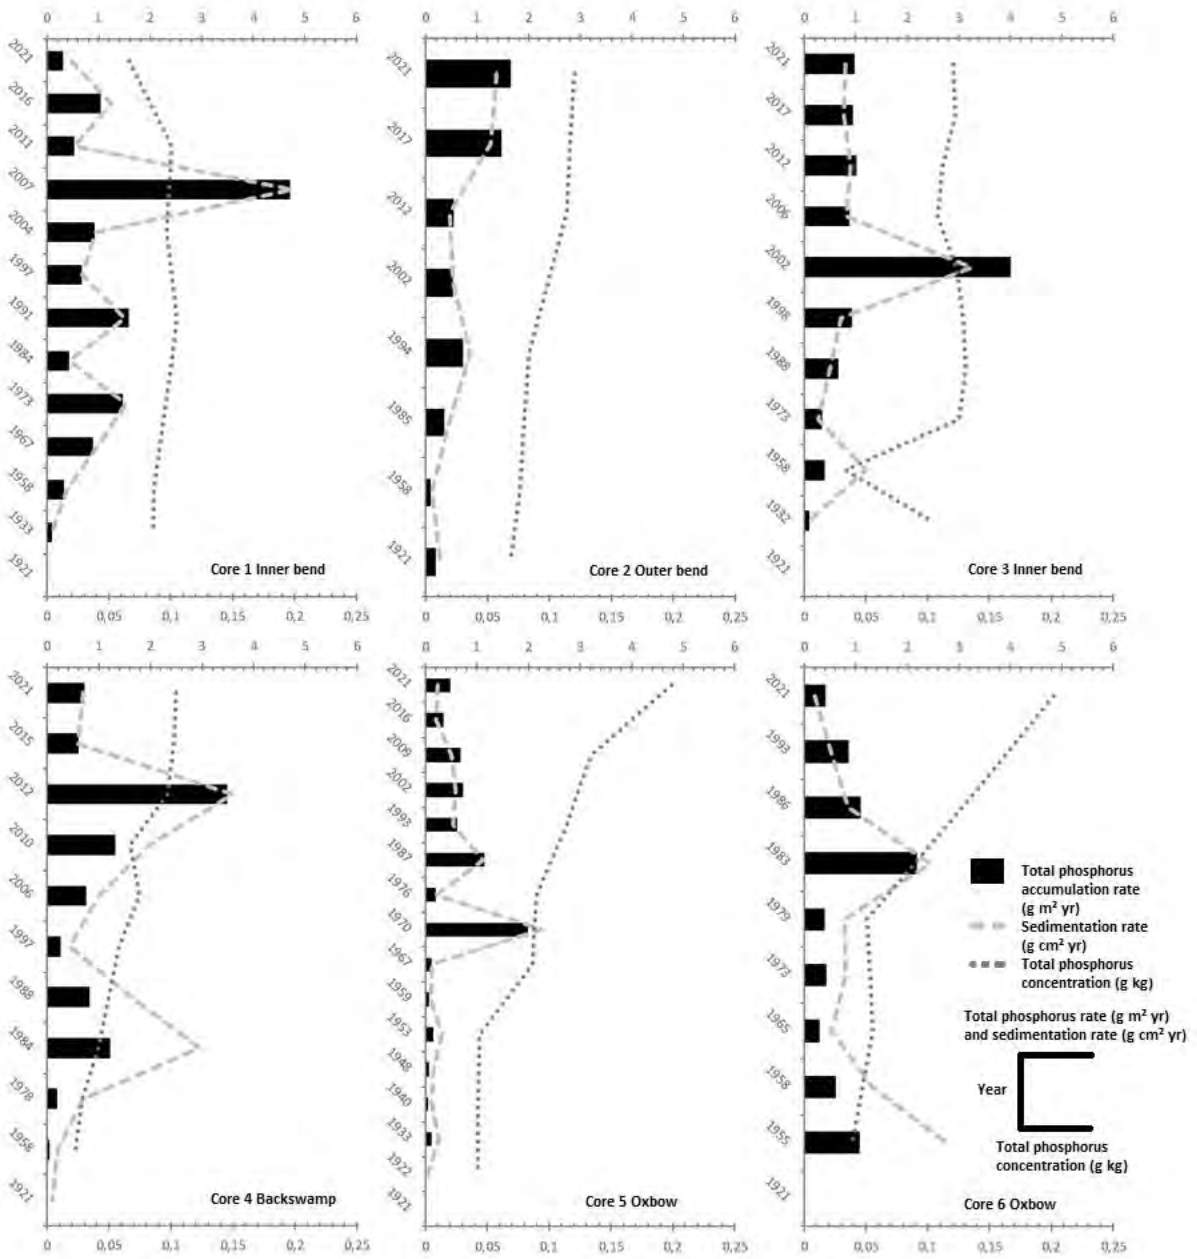 0 1 2 3 4 5 6
2021
2016
2011
2007
2004
1997
1991
1984
1973
1967
1958
1933
1921
Core 1 Inner bend
0 0,05 0,1 0,15 0,2 0,25
0 1 2 3 4 5 6
2021
2017
2012
2002
1994
1985
1958
1921
Core 2 Outer bend
0 0,05 0,1 0,15 0,2 0,25
0 1 2 3 4 5 6
2021
2017
2012
2006
2002
1998
1988
1973
1958
1932
1921
Core 3 Inner bend
0 0,05 0,1 0,15 0,2 0,25
0 1 2 3 4 5 6
2021
2015
2012
2010
2006
1997
1989
1984
1978
1958
1921
Core 4 Backswamp
0 0,05 0,1 0,15 0,2 0,25
0 1 2 3 4 5 6
2021
2016
2009
2002
1993
1987
1976
1970
1967
1959
1953
1948
1940
1933
1922
1921
Core 5 Oxbow
0 0,05 0,1 0,15 0,2 0,25
0 1 2 3 4 5 6
2021
1993
1986
1983
1979
1973
1965
1958
1955
1921
Core 6 Oxbow
0 0,05 0,1 0,15 0,2 0,25
Total phosphorus
accumulation rate
(g m² yr)
Sedimentation rate
(g cm² yr)
Total phosphorus
concentration (g kg)
Total phosphorus rate (g m² yr)
and sedimentation rate (g cm² yr)
Year
Total phosphorus
concentration (g kg)